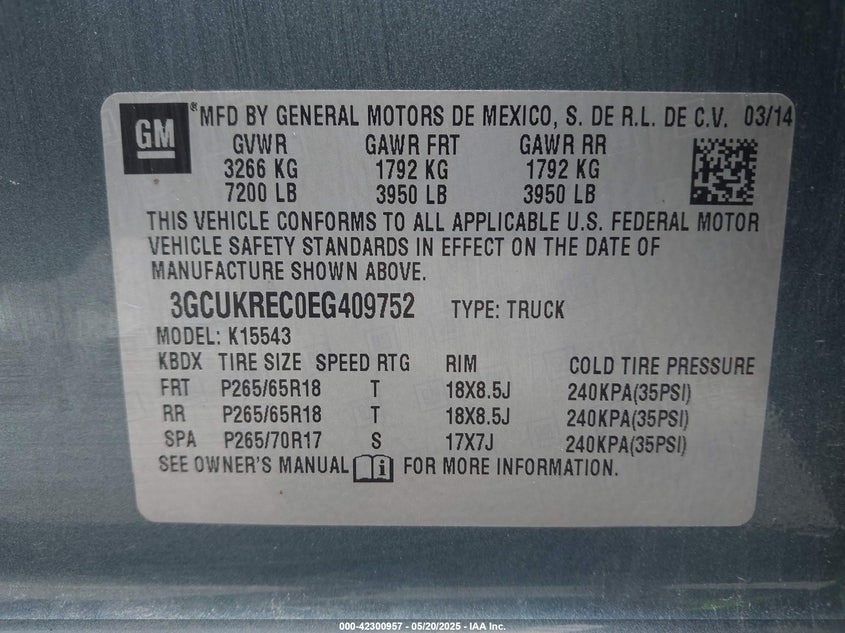 GM
® MFD BY GENERAL MOTORS DE MEXICO, S. DE R.L. DE C.V. 03/14
GVWR GAWR FRT GAWR RR
3266 KG 1792 KG 1792 KG
7200 LB 3950 LB 3950 LB
THIS VEHICLE CONFORMS TO ALL APPLICABLE U.S. FEDERAL MOTOR
VEHICLE SAFETY STANDARDS IN EFFECT ON THE DATE OF
MANUFACTURE SHOWN ABOVE.
3GCUKREC0EG409752 TYPE: TRUCK
MODEL: K15543
KBDX TIRE SIZE SPEED RTG RIM COLD TIRE PRESSURE
FRT P265/65R18 T 18X8.5J 240KPA(35PSI)
RR P265/65R18 T 18X8.5J 240KPA(35PSI)
SPA P265/70R17 S 17X7J 240KPA(35PSI)
SEE OWNER'S MANUAL i FOR MORE INFORMATION.
000-42300957 - 05/20/2025 - IAA Inc.